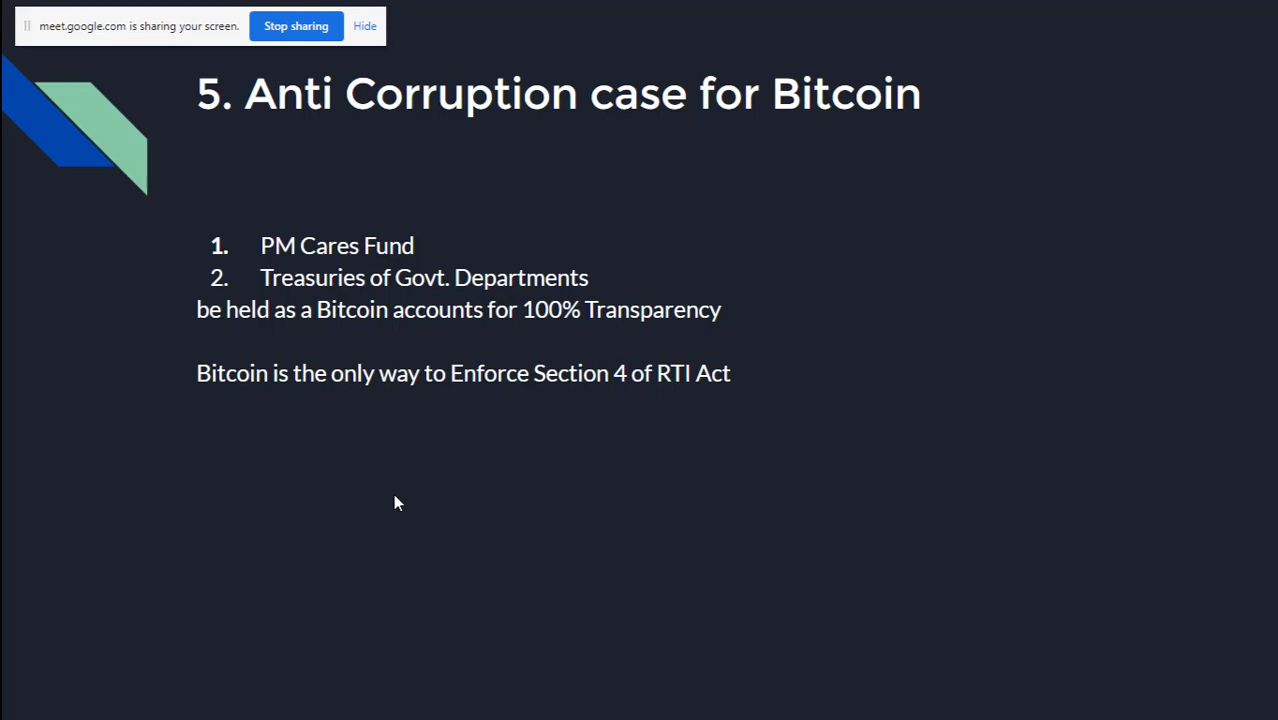 meet.google.com is sharing your screen. Stop sharing Hide
5. Anti Corruption case for Bitcoin
1. PM Cares Fund
2. Treasuries of Govt. Departments
be held as a Bitcoin accounts for 100% Transparency
Bitcoin is the only way to Enforce Section 4 of RTI Act